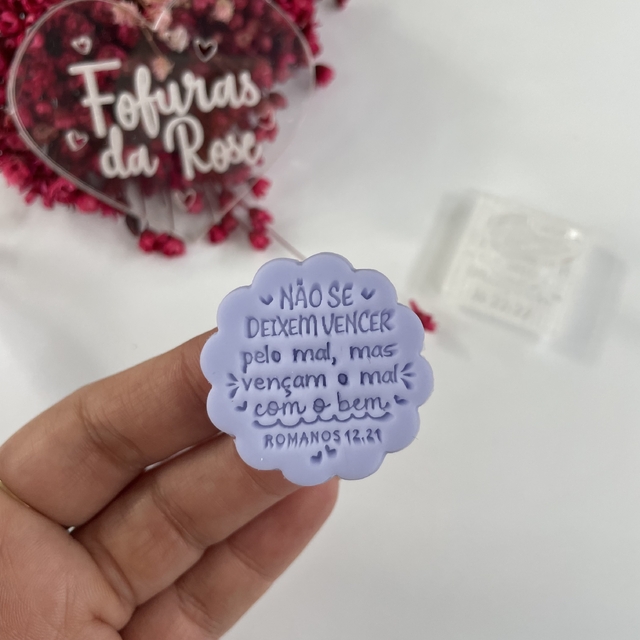 Fofuras
da Rose
NÃO SE
DEIXEM VENCER
pelo mal, mas
vençam o mal
com o bem
ROMANOS 12.21